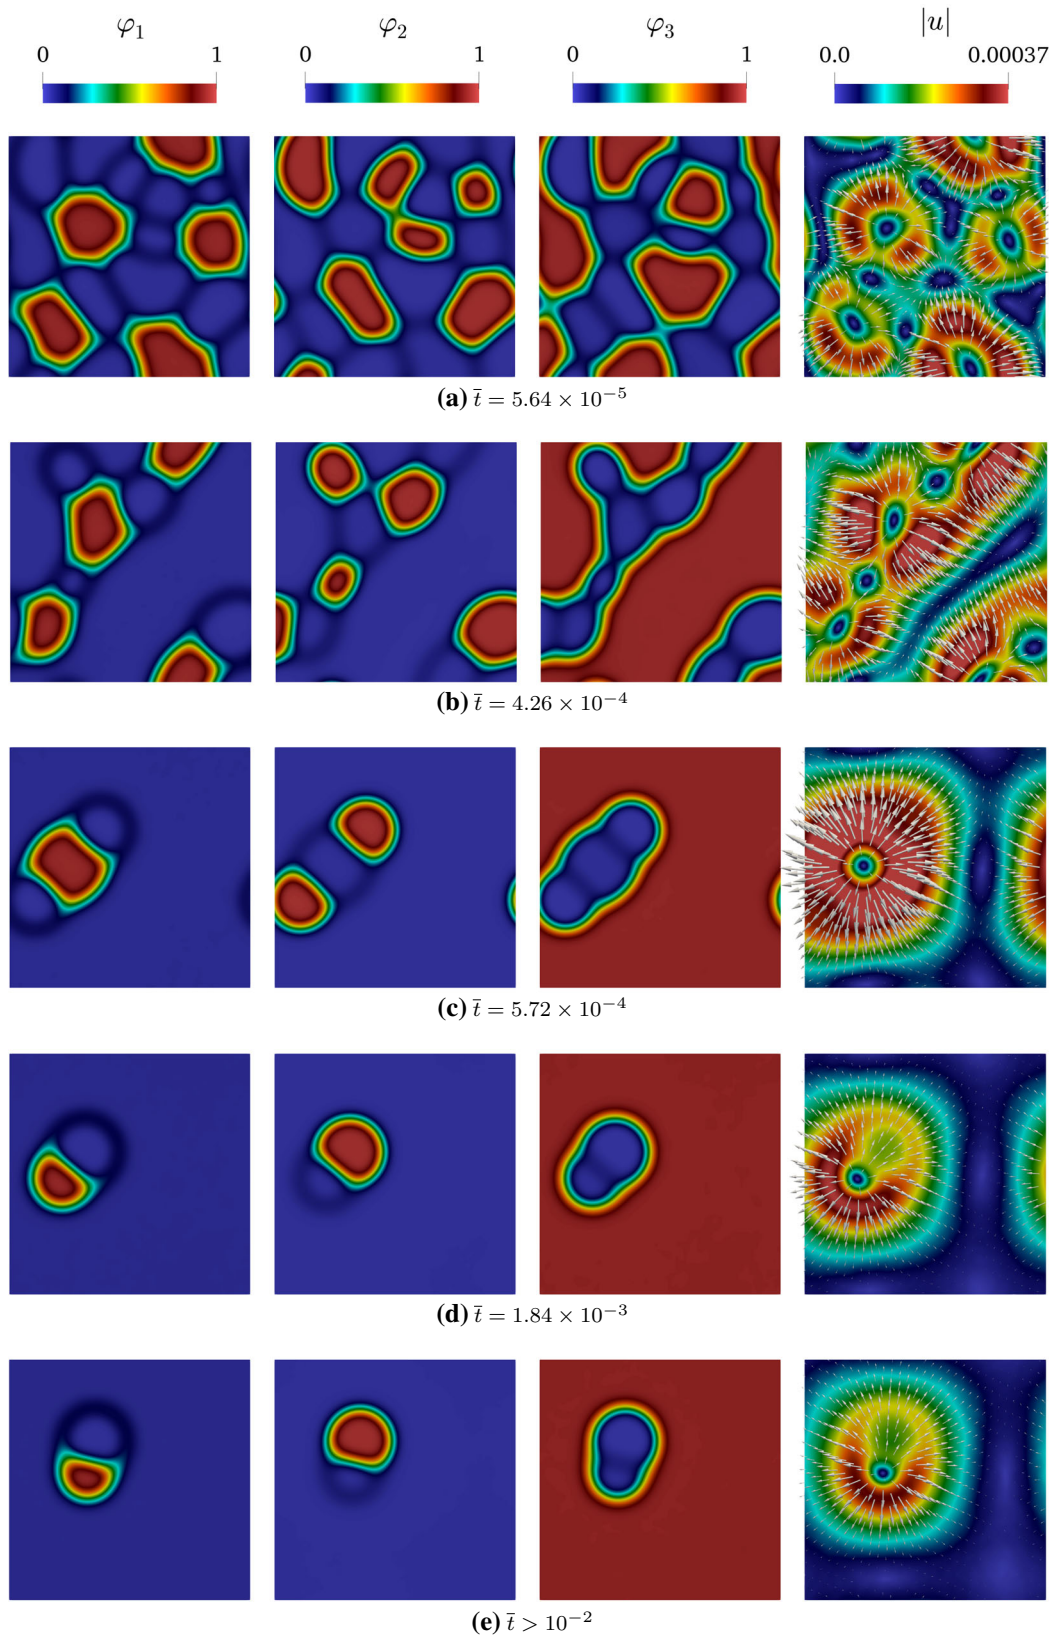 φ₁ φ₂ φ₃ |u|
0 1 0 1 0 1 0.0 0.00037
(a) t̄ = 5.64 × 10⁻⁵
(b) t̄ = 4.26 × 10⁻⁴
(c) t̄ = 5.72 × 10⁻⁴
(d) t̄ = 1.84 × 10⁻³
(e) t̄ > 10⁻²